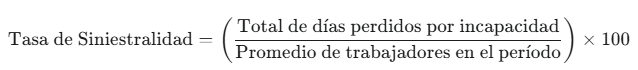 Tasa de Siniestralidad = (Total de días perdidos por incapacidad / Promedio de trabajadores en el período) × 100